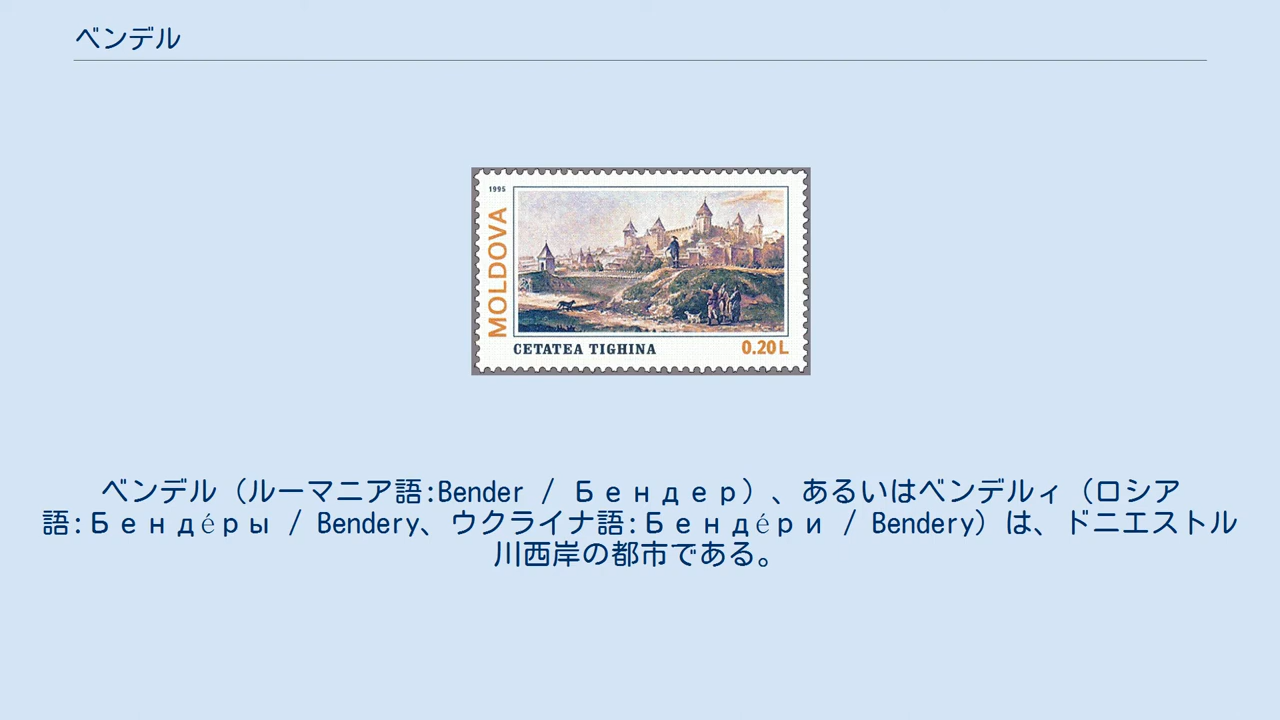 ベンデル
1995
MOLDOVA
CETATEA TIGHINA
0.20L
ベンデル（ルーマニア語:Bender / Бендер）、あるいはベンデルィ（ロシア
語:Бендéры / Bendery、ウクライナ語:Бендéри / Bendery）は、ドニエストル
川西岸の都市である。